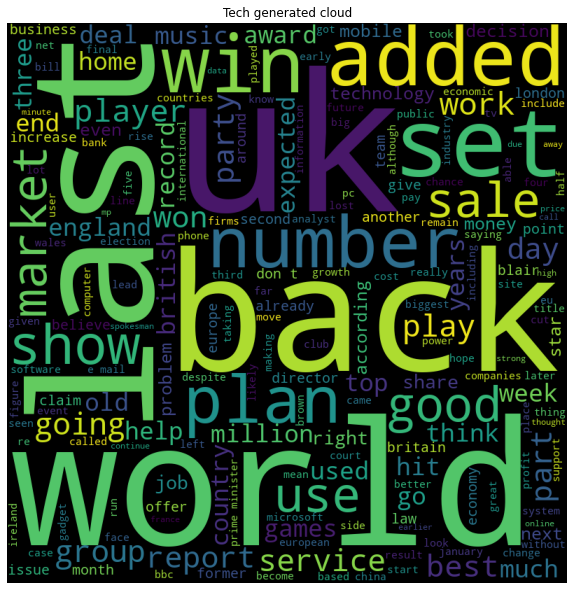 Tech generated cloud
business net final bill
deal music award
mobile got took decision
three home win played early added
countries data know economic london
minute player end even bank rise
party around technology future include
work big information public industry tv due away
increase lot five record international expected
uk set team although able four half
market user line last firms pc lost give pay chance
sale price call
england mp won second analyst another remain money point saying
wales election phone number day
computer lead british don t third growth cost really years including blair site eu high
given believe problem already far move back biggest according play power cut title star
show software e mail europe taking making club hope strong
spokesman despite likely director top share companies later week
figure claim old plan brown came good thing thought
seen event going called help million right think part place
re continue left court britain hit profit support
world country prime minister mean use used better go economy great
job offer microsoft law
ireland run gadget france games side european earlier look system online
group report service result january best next without much
case face issue month bbc former become based china start change